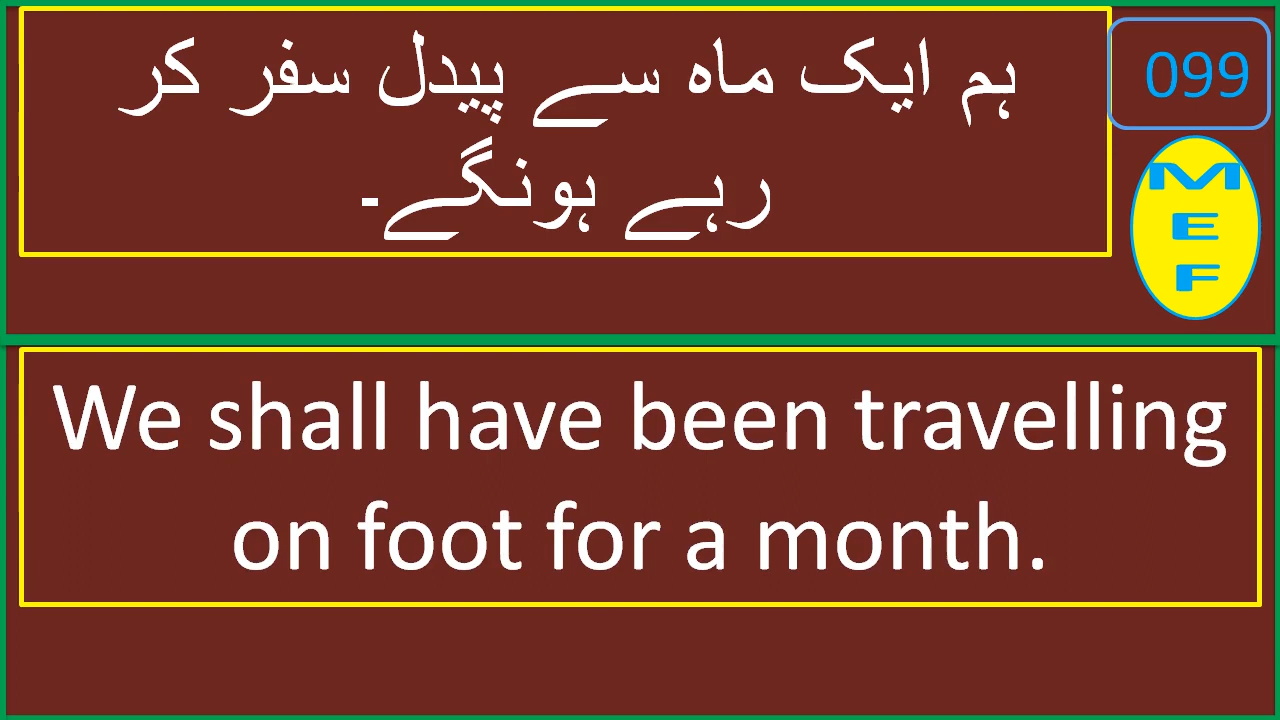 ہم ایک ماہ سے پیدل سفر کر
رہے ہونگے۔
099
M
E
F
We shall have been travelling
on foot for a month.